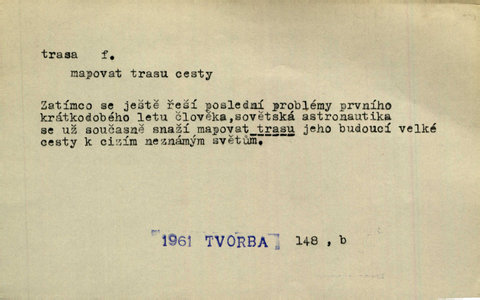 trasa f.
mapovat trasu cesty
Zatímco se ještě řeší poslední problémy prvního
krátkodobého letu člověka,sovětská astronautika
se už současně snaží mapovat trasu jeho budoucí velké
cesty k cizím neznámým světům.
1961 TVORBA 148, b